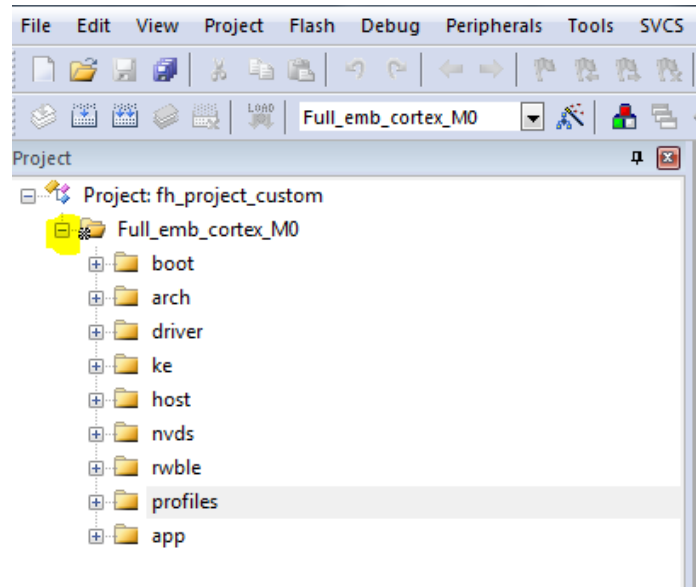 File Edit View Project Flash Debug Peripherals Tools SVCS
LOAD Full_emb_cortex_M0
Project
Project: fh_project_custom
Full_emb_cortex_M0
boot
arch
driver
ke
host
nvds
rwble
profiles
app